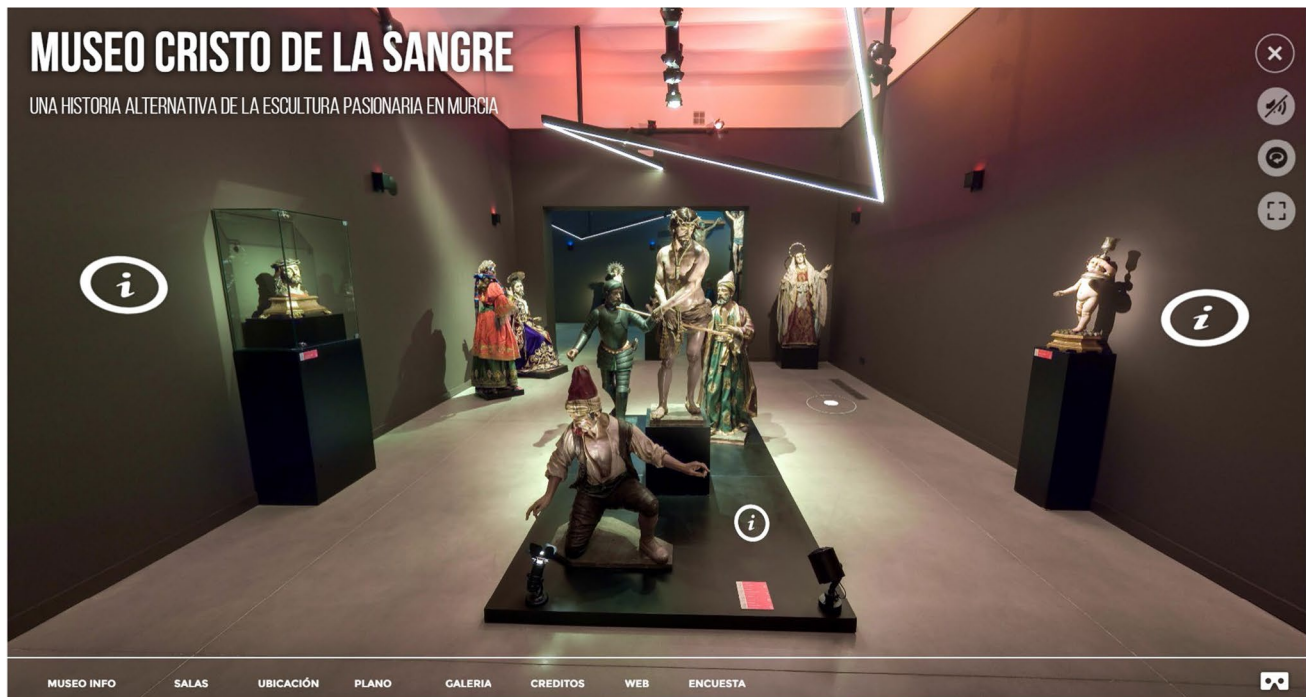 MUSEO CRISTO DE LA SANGRE
UNA HISTORIA ALTERNATIVA DE LA ESCULTURA PASIONARIA EN MURCIA
i
i
i
MUSEO INFO SALAS UBICACIÓN PLANO GALERIA CREDITOS WEB ENCUESTA